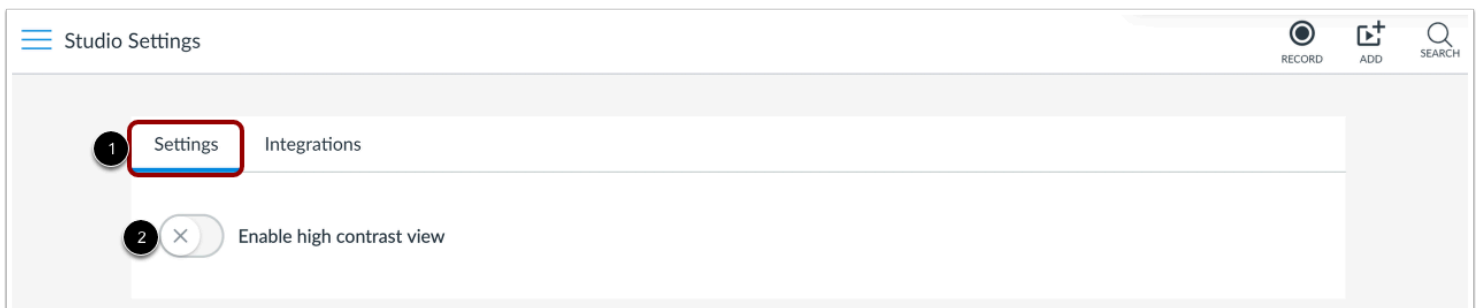 Studio Settings
RECORD
ADD
SEARCH
1
Settings
Integrations
2
Enable high contrast view